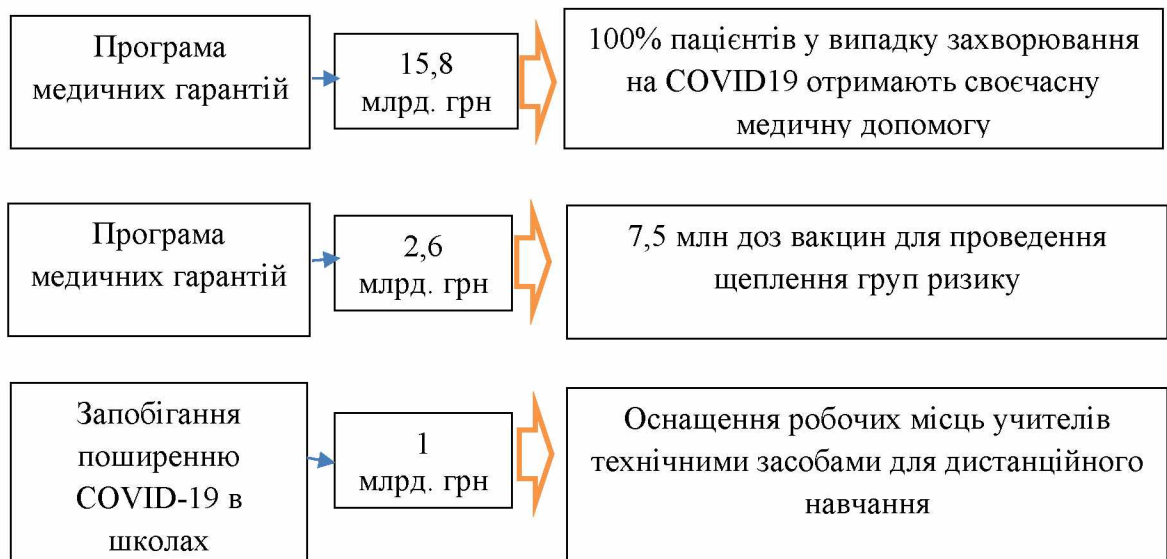 Програма
медичних гарантій
15,8
млрд. грн
100% пацієнтів у випадку захворювання
на COVID19 отримають своєчасну
медичну допомогу
Програма
медичних гарантій
2,6
млрд. грн
7,5 млн доз вакцин для проведення
щеплення груп ризику
Запобігання
поширенню
COVID-19 в
школах
1
млрд. грн
Оснащення робочих місць учителів
технічними засобами для дистанційного
навчання